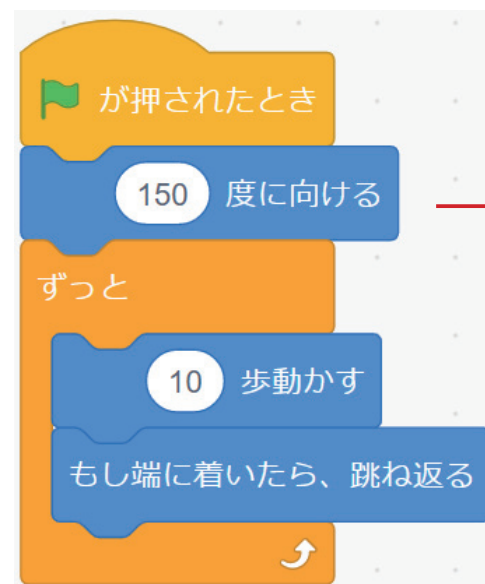 が押されたとき
150 度に向ける
ずっと
10 歩動かす
もし端に着いたら、跳ね返る